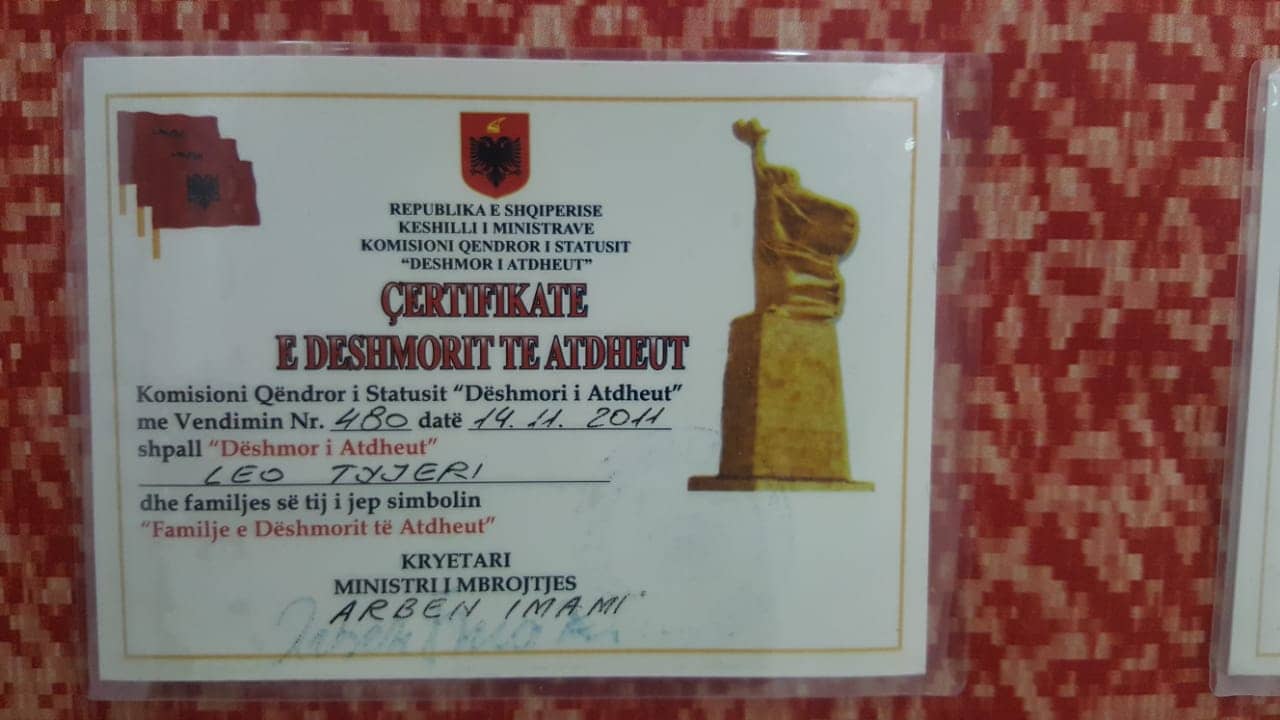 REPUBLIKA E SHQIPERISE
KESHILLI I MINISTRAVE
KOMISIONI QENDROR I STATUSIT
“DESHMOR I ATDHEUT”
ÇERTIFIKATE
E DESHMORIT TE ATDHEUT
Komisioni Qëndror i Statusit “Dëshmori i Atdheut”
me Vendimin Nr. 480 datë 14. 11. 2011
shpall “Dëshmor i Atdheut”
LEO TYJERI
dhe familjes së tij i jep simbolin
“Familje e Dëshmorit të Atdheut”
KRYETARI
MINISTRI I MBROJTJES
ARBEN IMAMI